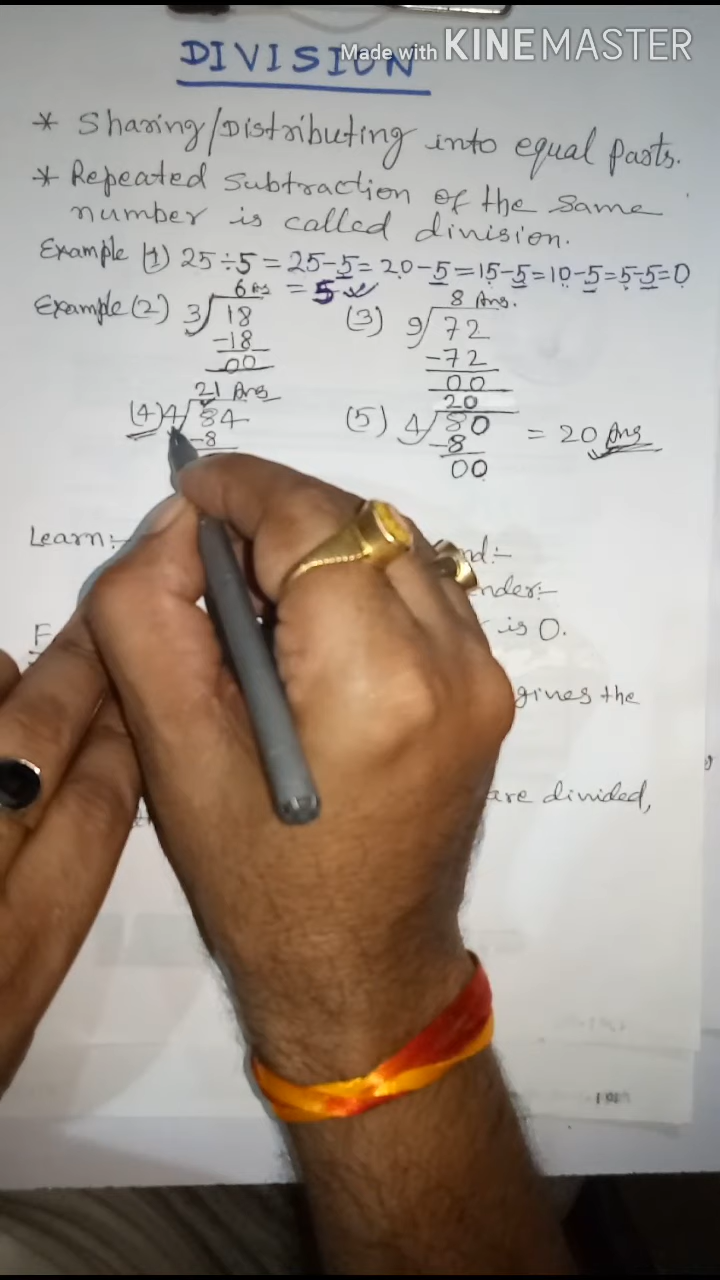 DIVISION
Made with KINEMASTER
* Sharing/Distributing into equal parts.
* Repeated subtraction of the same
number is called division.
Example (1) 25÷5 = 25-5= 20-5=15-5=10-5=5-5=0
= 5
Example (2) 3)18 6 Ans
-18
00
(3) 9)72 8 Ans.
-72
00
(4) 4)84 21 Ans
-8
(5) 4)80 20 = 20 Ans
-8
00
Learn:-
nd:-
nder:-
is 0.
gives the
are divided,